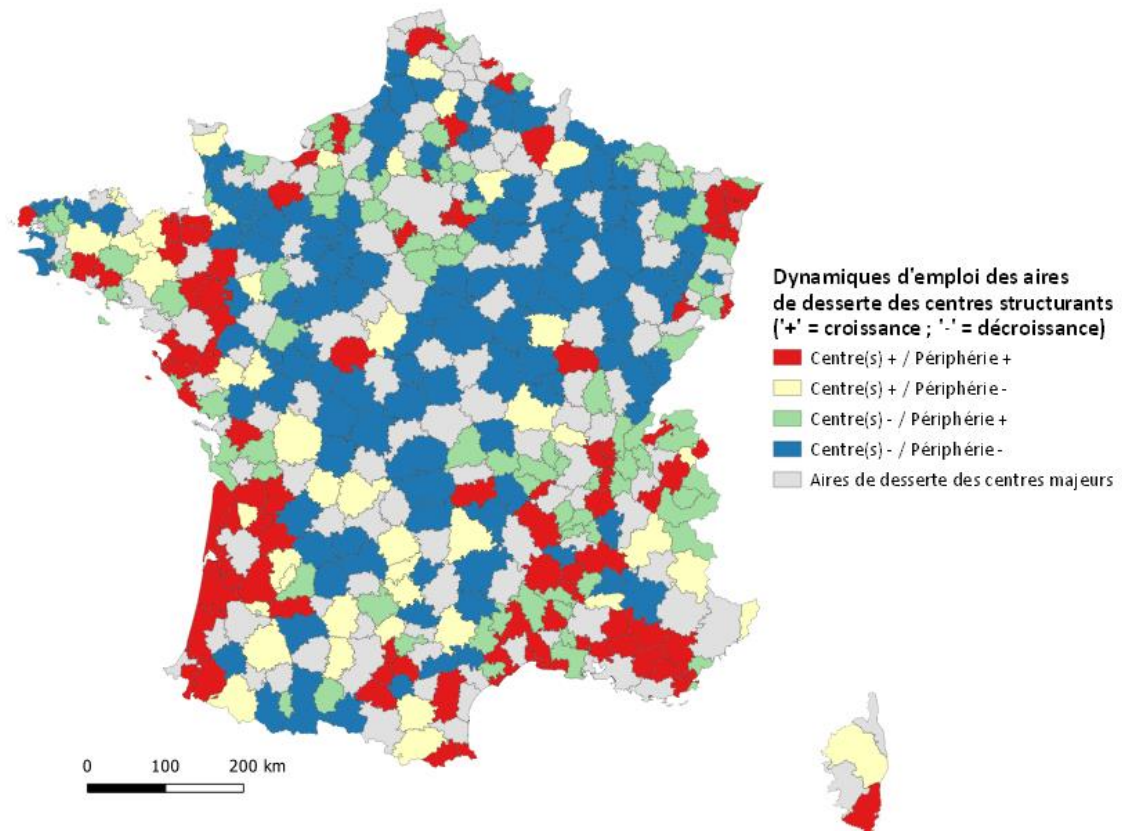 Dynamiques d'emploi des aires
de desserte des centres structurants
('+' = croissance ; '-' = décroissance)
Centre(s) + / Périphérie +
Centre(s) + / Périphérie -
Centre(s) - / Périphérie +
Centre(s) - / Périphérie -
Aires de desserte des centres majeurs
0 100 200 km